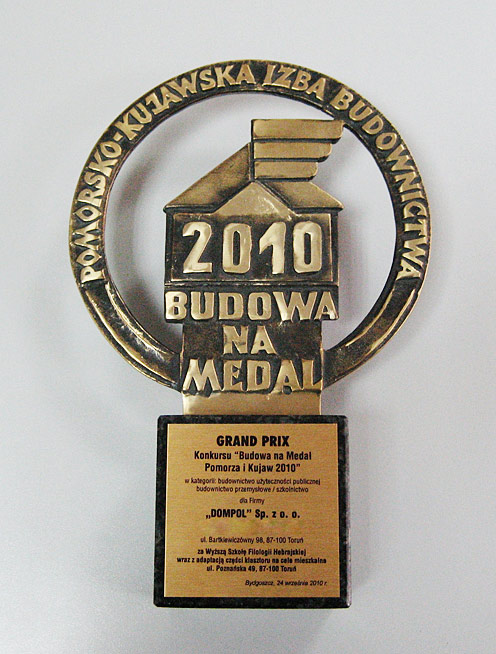 POMORSKO-KUJAWSKA IZBA BUDOWNICTWA
2010
BUDOWA
NA
MEDAL
GRAND PRIX
Konkursu "Budowa na Medal
Pomorza i Kujaw 2010"
w kategorii: budownictwo użyteczności publicznej
budownictwo przemysłowe / szkolnictwo
dla Firmy
„DOMPOL" Sp. z o. o.
ul. Bartkiewiczówny 98, 87-100 Toruń
za Wyższą Szkołę Filologii Hebrajskiej
wraz z adaptacją części klasztoru na cele mieszkalne
ul. Poznańska 49, 87-100 Toruń
Bydgoszcz, 24 września 2010 r.